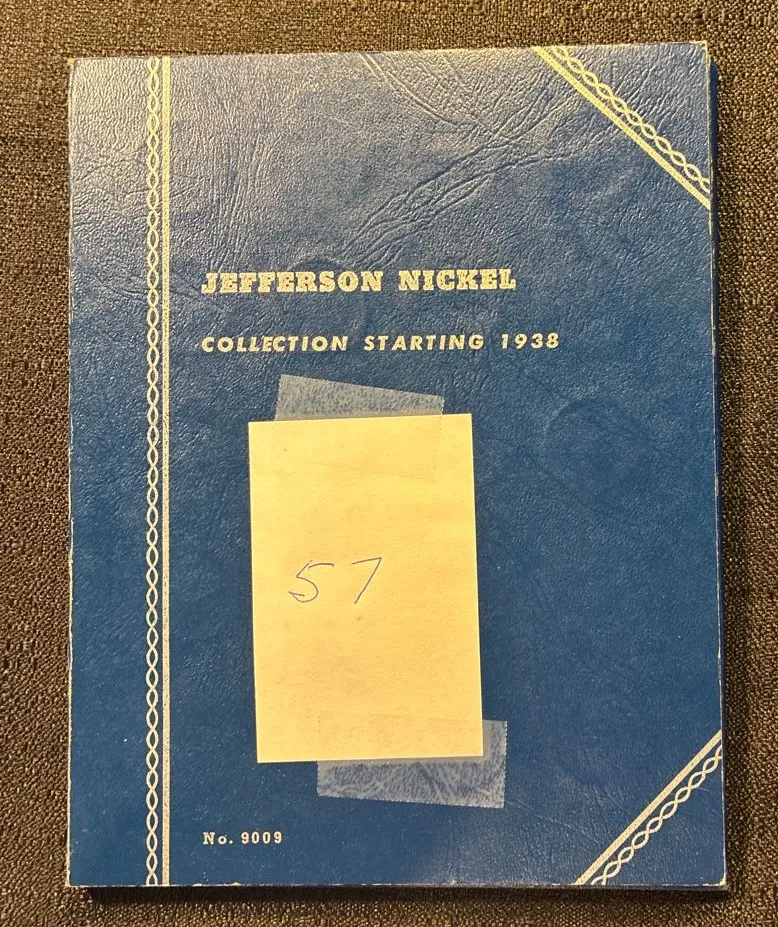 JEFFERSON NICKEL
COLLECTION STARTING 1938
57
No. 9009